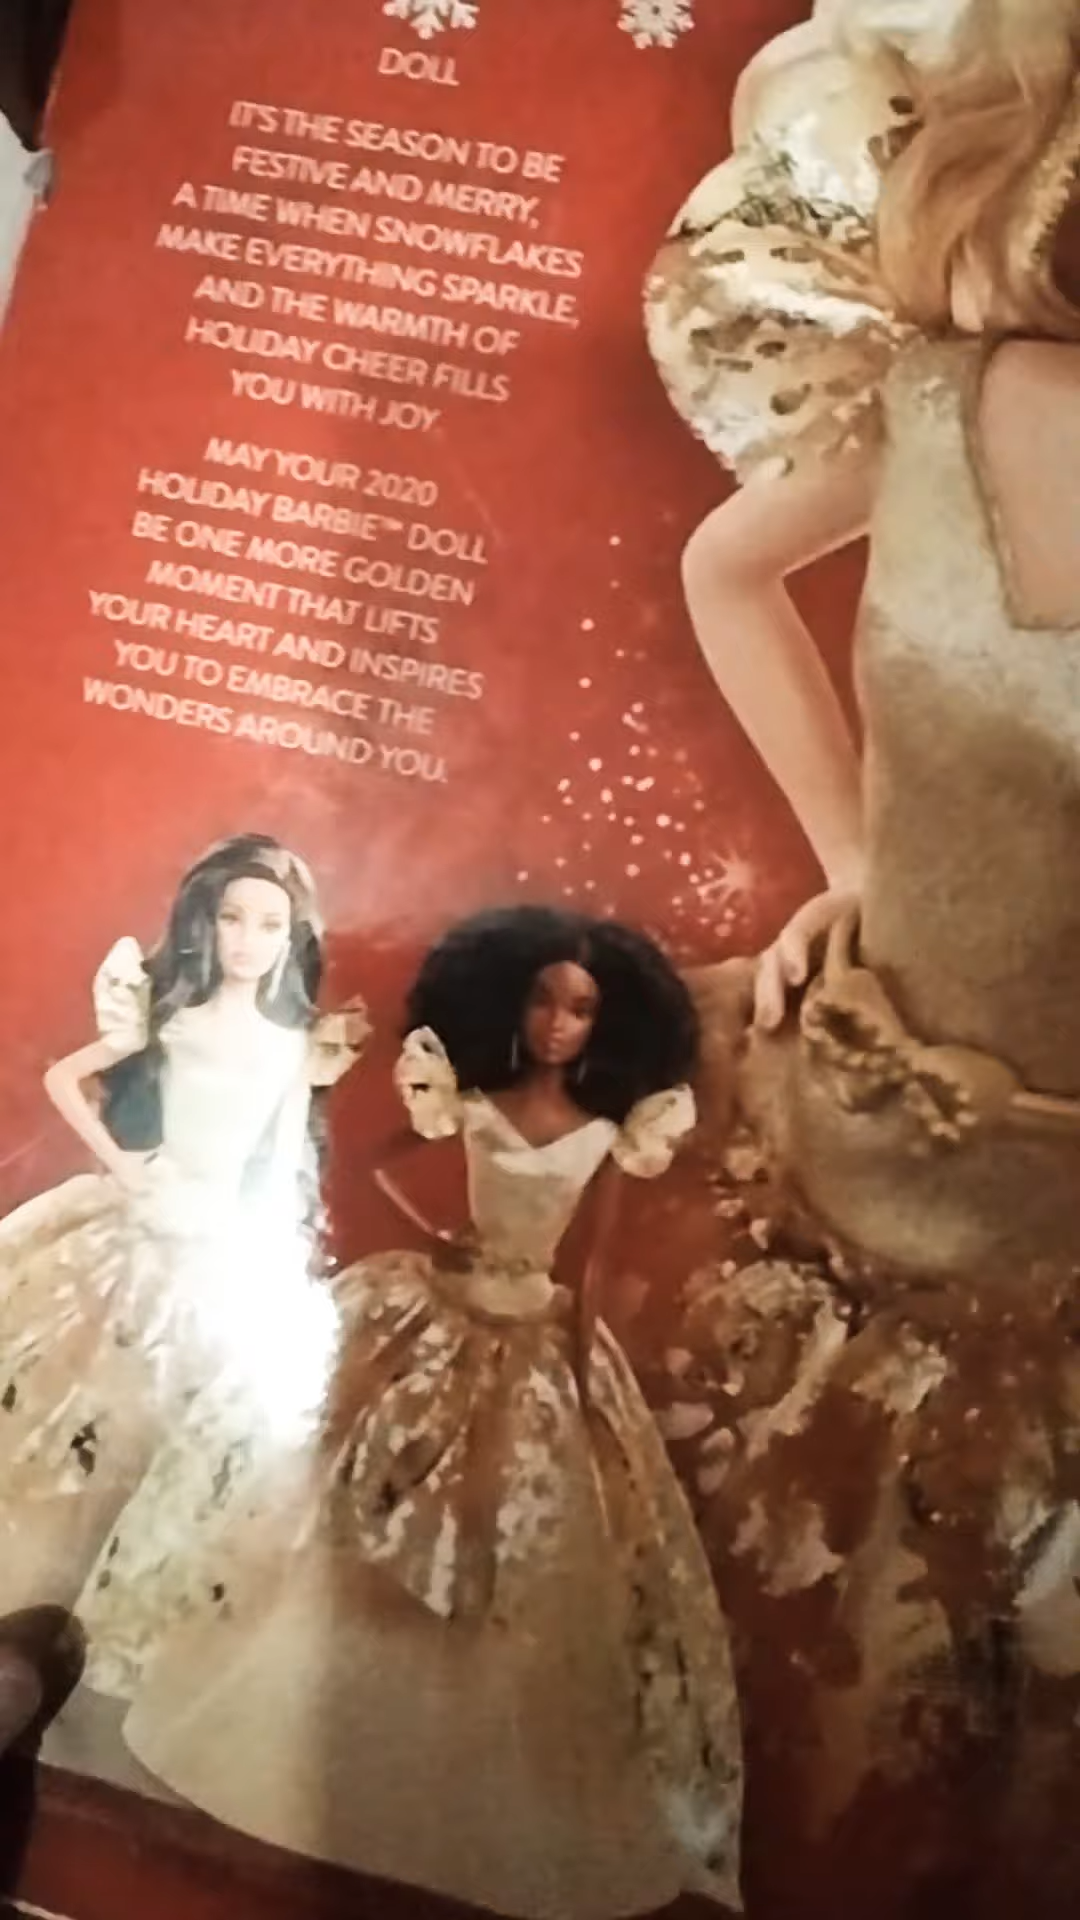 DOLL
IT'S THE SEASON TO BE
FESTIVE AND MERRY,
A TIME WHEN SNOWFLAKES
MAKE EVERYTHING SPARKLE,
AND THE WARMTH OF
HOLIDAY CHEER FILLS
YOU WITH JOY.
MAY YOUR 2020
HOLIDAY BARBIE™ DOLL
BE ONE MORE GOLDEN
MOMENT THAT LIFTS
YOUR HEART AND INSPIRES
YOU TO EMBRACE THE
WONDERS AROUND YOU.